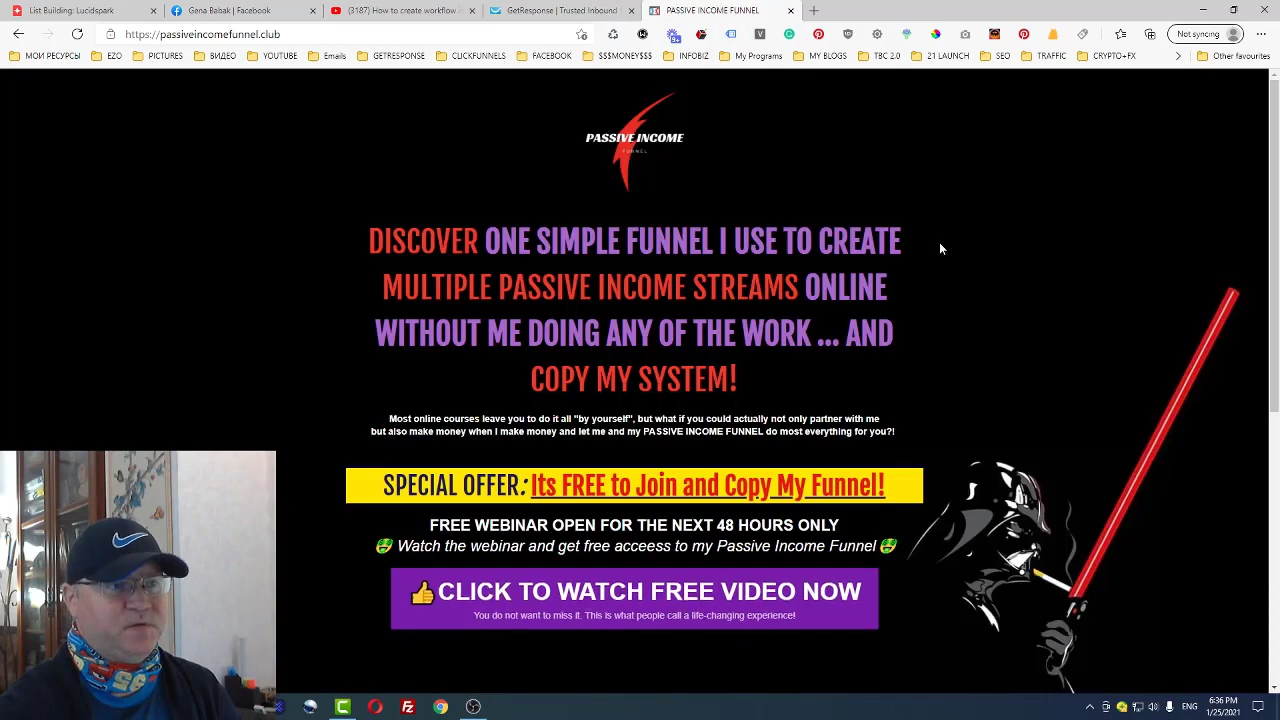 List Building: Lucidspark
Gena Babak | Facebook
(3187) How to create workflow
GetResponse | Trusted Inbound
PASSIVE INCOME FUNNEL
https://passiveincomefunnel.club
Not syncing
МОИ РЕСУРСЫ
EZO
PICTURES
ВИДЕО
YOUTUBE
Emails
GETRESPONSE
CLICKFUNNELS
FACEBOOK
$$$MONEY$$$
INBOX/BIZ
My Programs
MY BLOGS
TBC 2.0
21 LAUNCH
SEO
TRAFFIC
CRYPTO+FX
Other favourites
PASSIVE INCOME
FUNNEL
DISCOVER ONE SIMPLE FUNNEL I USE TO CREATE
MULTIPLE PASSIVE INCOME STREAMS ONLINE
WITHOUT ME DOING ANY OF THE WORK ... AND
COPY MY SYSTEM!
Most online courses leave you to do it all "by yourself", but what if you could actually not only partner with me
but also make money when I make money and let me and my PASSIVE INCOME FUNNEL do most everything for you?!
SPECIAL OFFER: Its FREE to Join and Copy My Funnel!
FREE WEBINAR OPEN FOR THE NEXT 48 HOURS ONLY
🤑 Watch the webinar and get free acceess to my Passive Income Funnel 🤑
👍CLICK TO WATCH FREE VIDEO NOW
You do not want to miss it. This is what people call a life-changing experience!
ENG
6:36 PM
1/25/2021